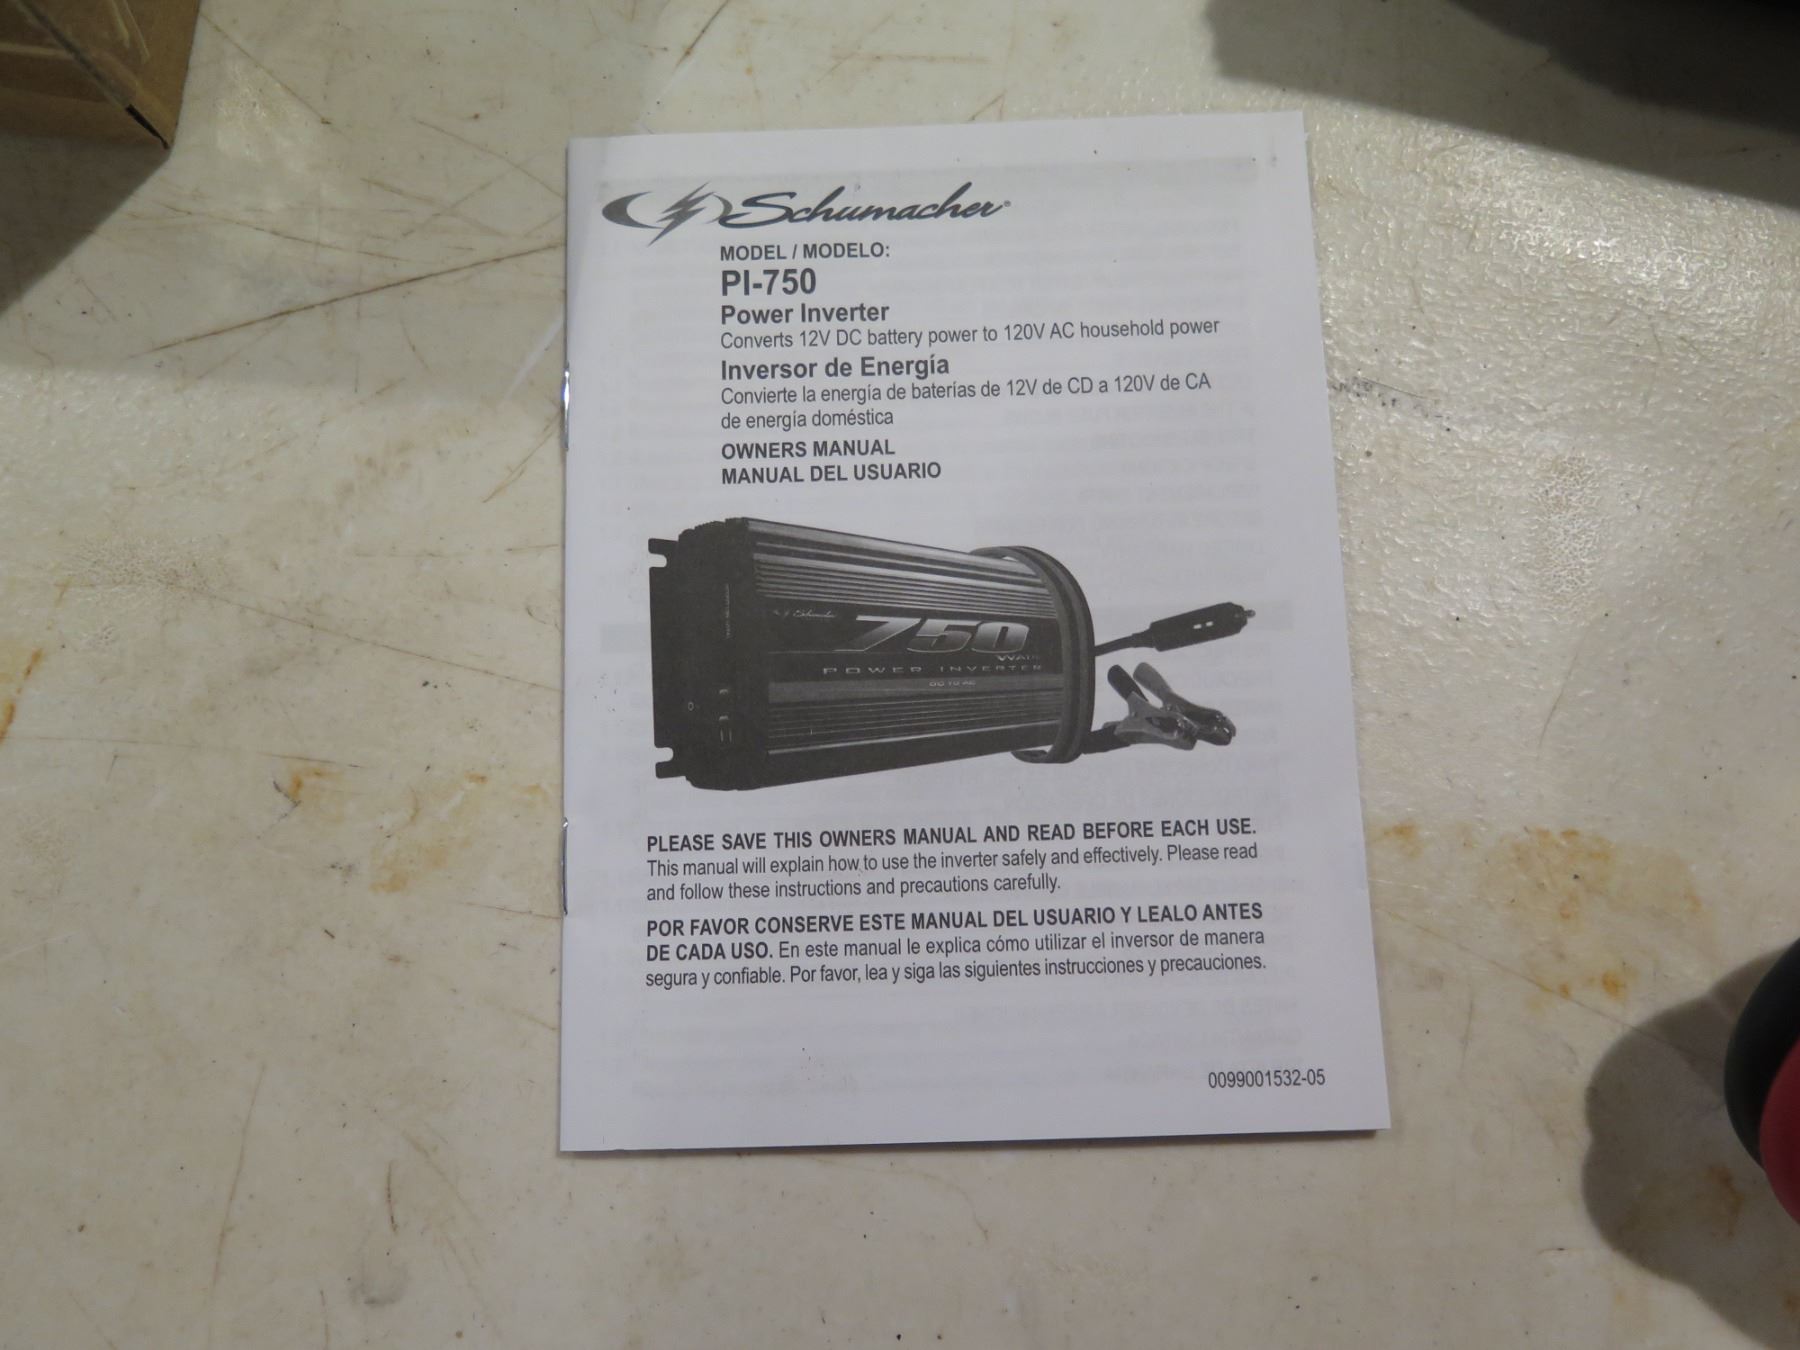 Schumacher®
MODEL / MODELO:
PI-750
Power Inverter
Converts 12V DC battery power to 120V AC household power
Inversor de Energía
Convierte la energía de baterías de 12V de CD a 120V de CA
de energía doméstica
OWNERS MANUAL
MANUAL DEL USUARIO
Schumacher
750
WATT
POWER INVERTER
DC TO AC
PLEASE SAVE THIS OWNERS MANUAL AND READ BEFORE EACH USE.
This manual will explain how to use the inverter safely and effectively. Please read
and follow these instructions and precautions carefully.
POR FAVOR CONSERVE ESTE MANUAL DEL USUARIO Y LEALO ANTES
DE CADA USO. En este manual le explica cómo utilizar el inversor de manera
segura y confiable. Por favor, lea y siga las siguientes instrucciones y precauciones.
0099001532-05